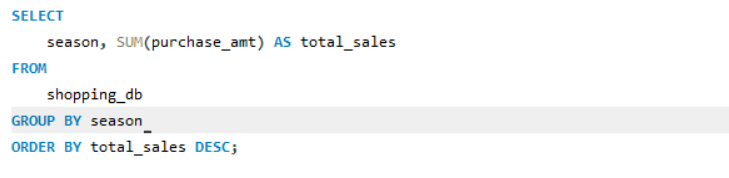 SELECT
season, SUM(purchase_amt) AS total_sales
FROM
shopping_db
GROUP BY season
ORDER BY total_sales DESC;